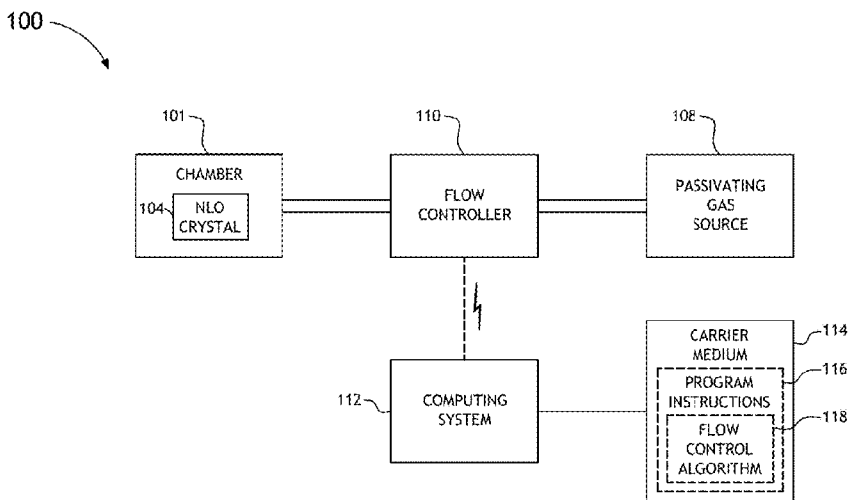 100
101
110
108
CHAMBER
104
NLO
CRYSTAL
FLOW
CONTROLLER
PASSIVATING
GAS
SOURCE
112
COMPUTING
SYSTEM
CARRIER
MEDIUM
114
PROGRAM
INSTRUCTIONS
116
FLOW
CONTROL
ALGORITHM
118